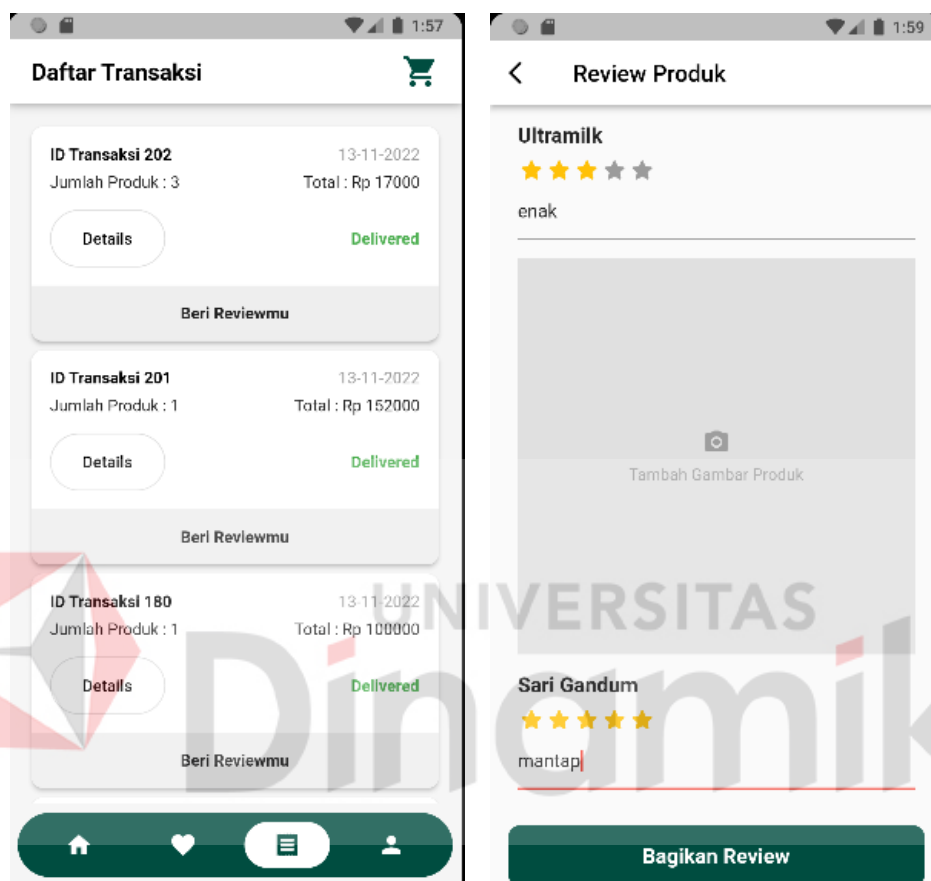 1:57
Daftar Transaksi
ID Transaksi 202
13-11-2022
Jumlah Produk : 3
Total : Rp 17000
Details
Delivered
Beri Reviewmu
ID Transaksi 201
13-11-2022
Jumlah Produk : 1
Total : Rp 152000
Details
Delivered
Beri Reviewmu
ID Transaksi 180
13-11-2022
Jumlah Produk : 1
Total : Rp 100000
Details
Delivered
Beri Reviewmu
1:59
Review Produk
Ultramilk
enak
Tambah Gambar Produk
Sari Gandum
mantap
Bagikan Review
UNIVERSITAS
Dinamik